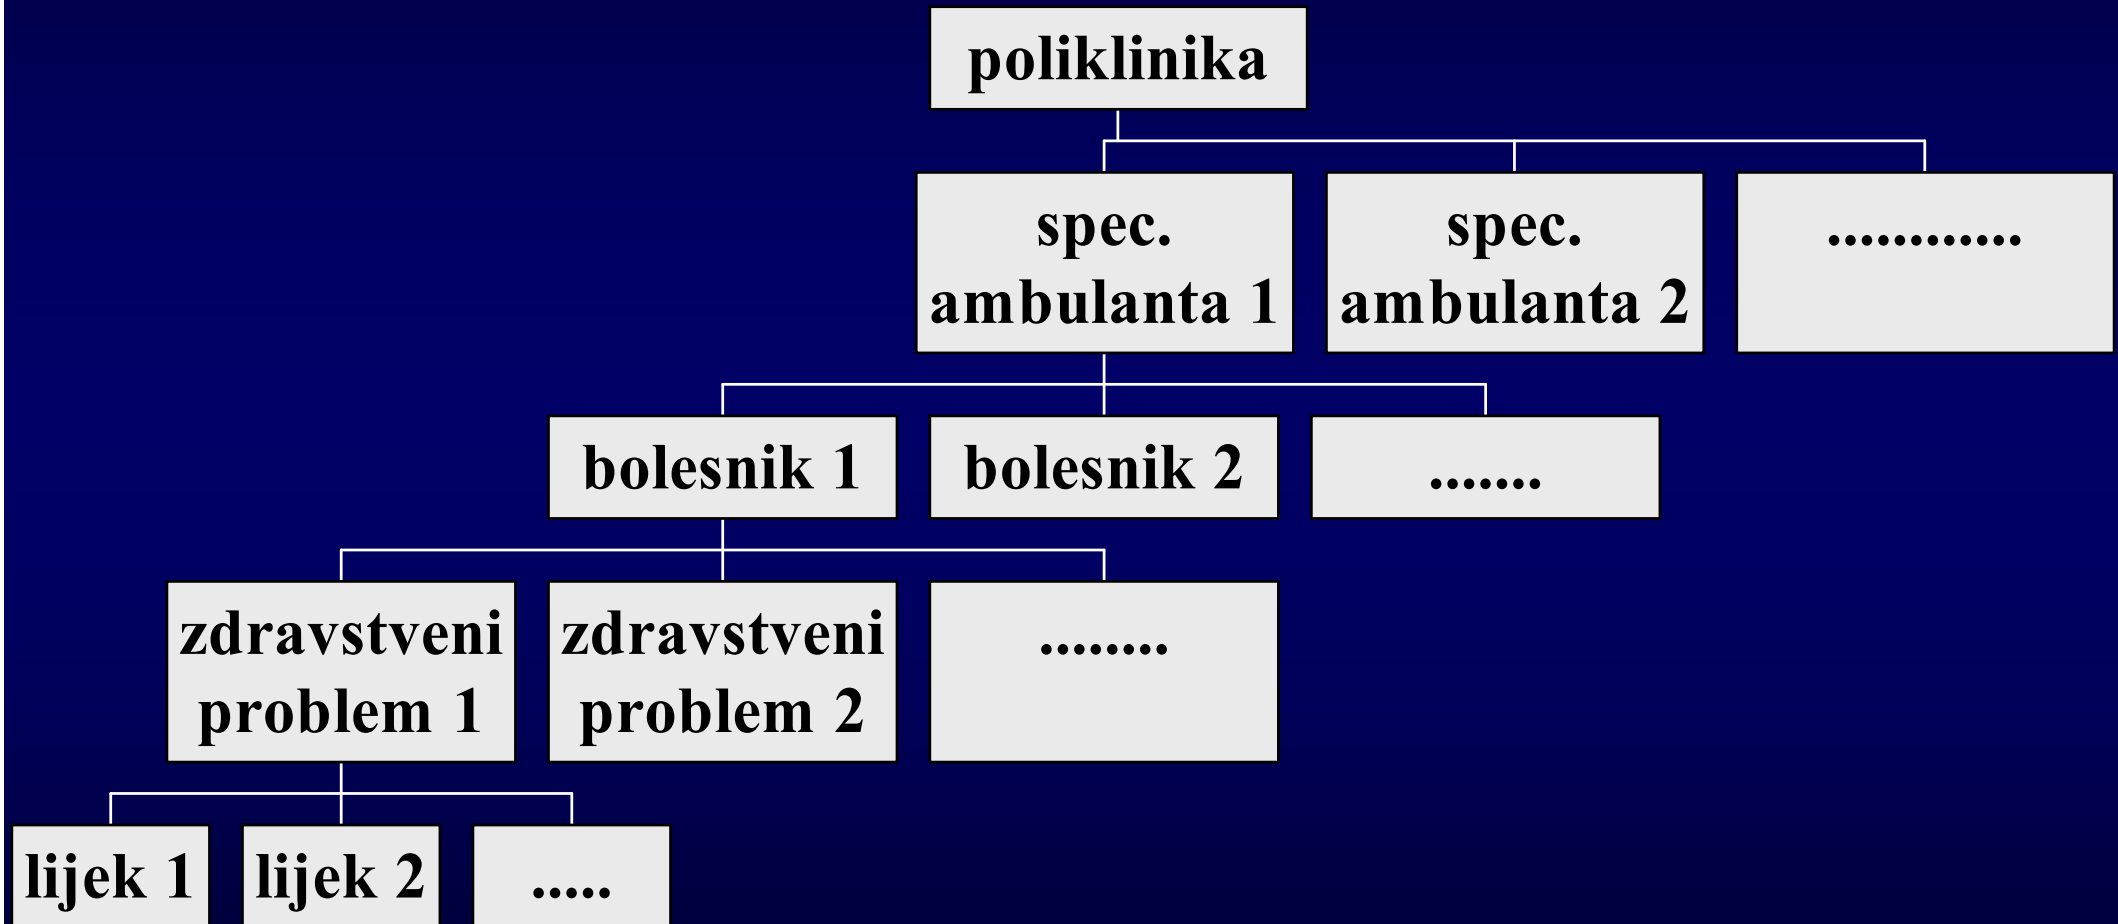 poliklinika
spec.
ambulanta 1
spec.
ambulanta 2
............
bolesnik 1
bolesnik 2
.......
zdravstveni
problem 1
zdravstveni
problem 2
........
lijek 1
lijek 2
.....